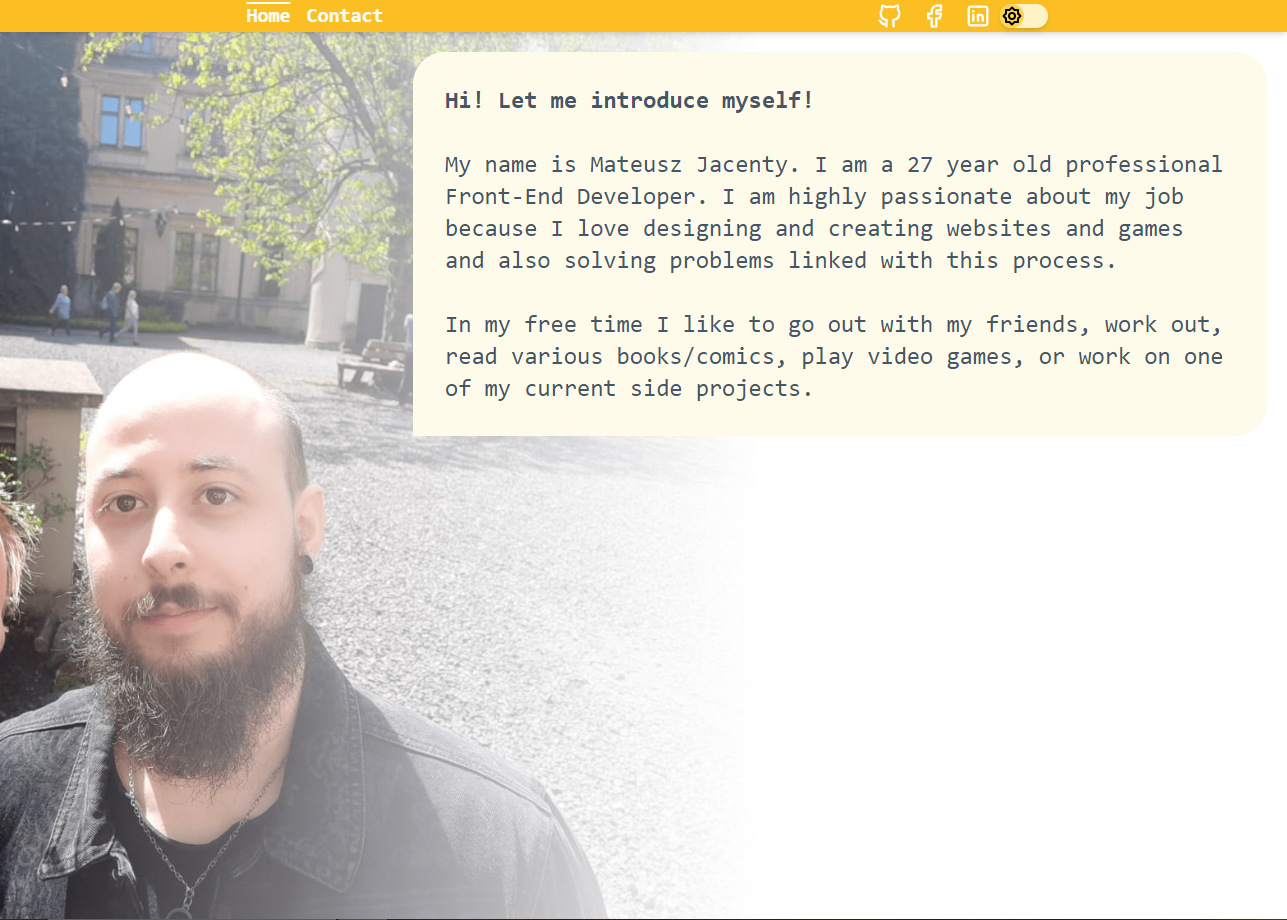 Home Contact
Hi! Let me introduce myself!
My name is Mateusz Jacenty. I am a 27 year old professional
Front-End Developer. I am highly passionate about my job
because I love designing and creating websites and games
and also solving problems linked with this process.
In my free time I like to go out with my friends, work out,
read various books/comics, play video games, or work on one
of my current side projects.